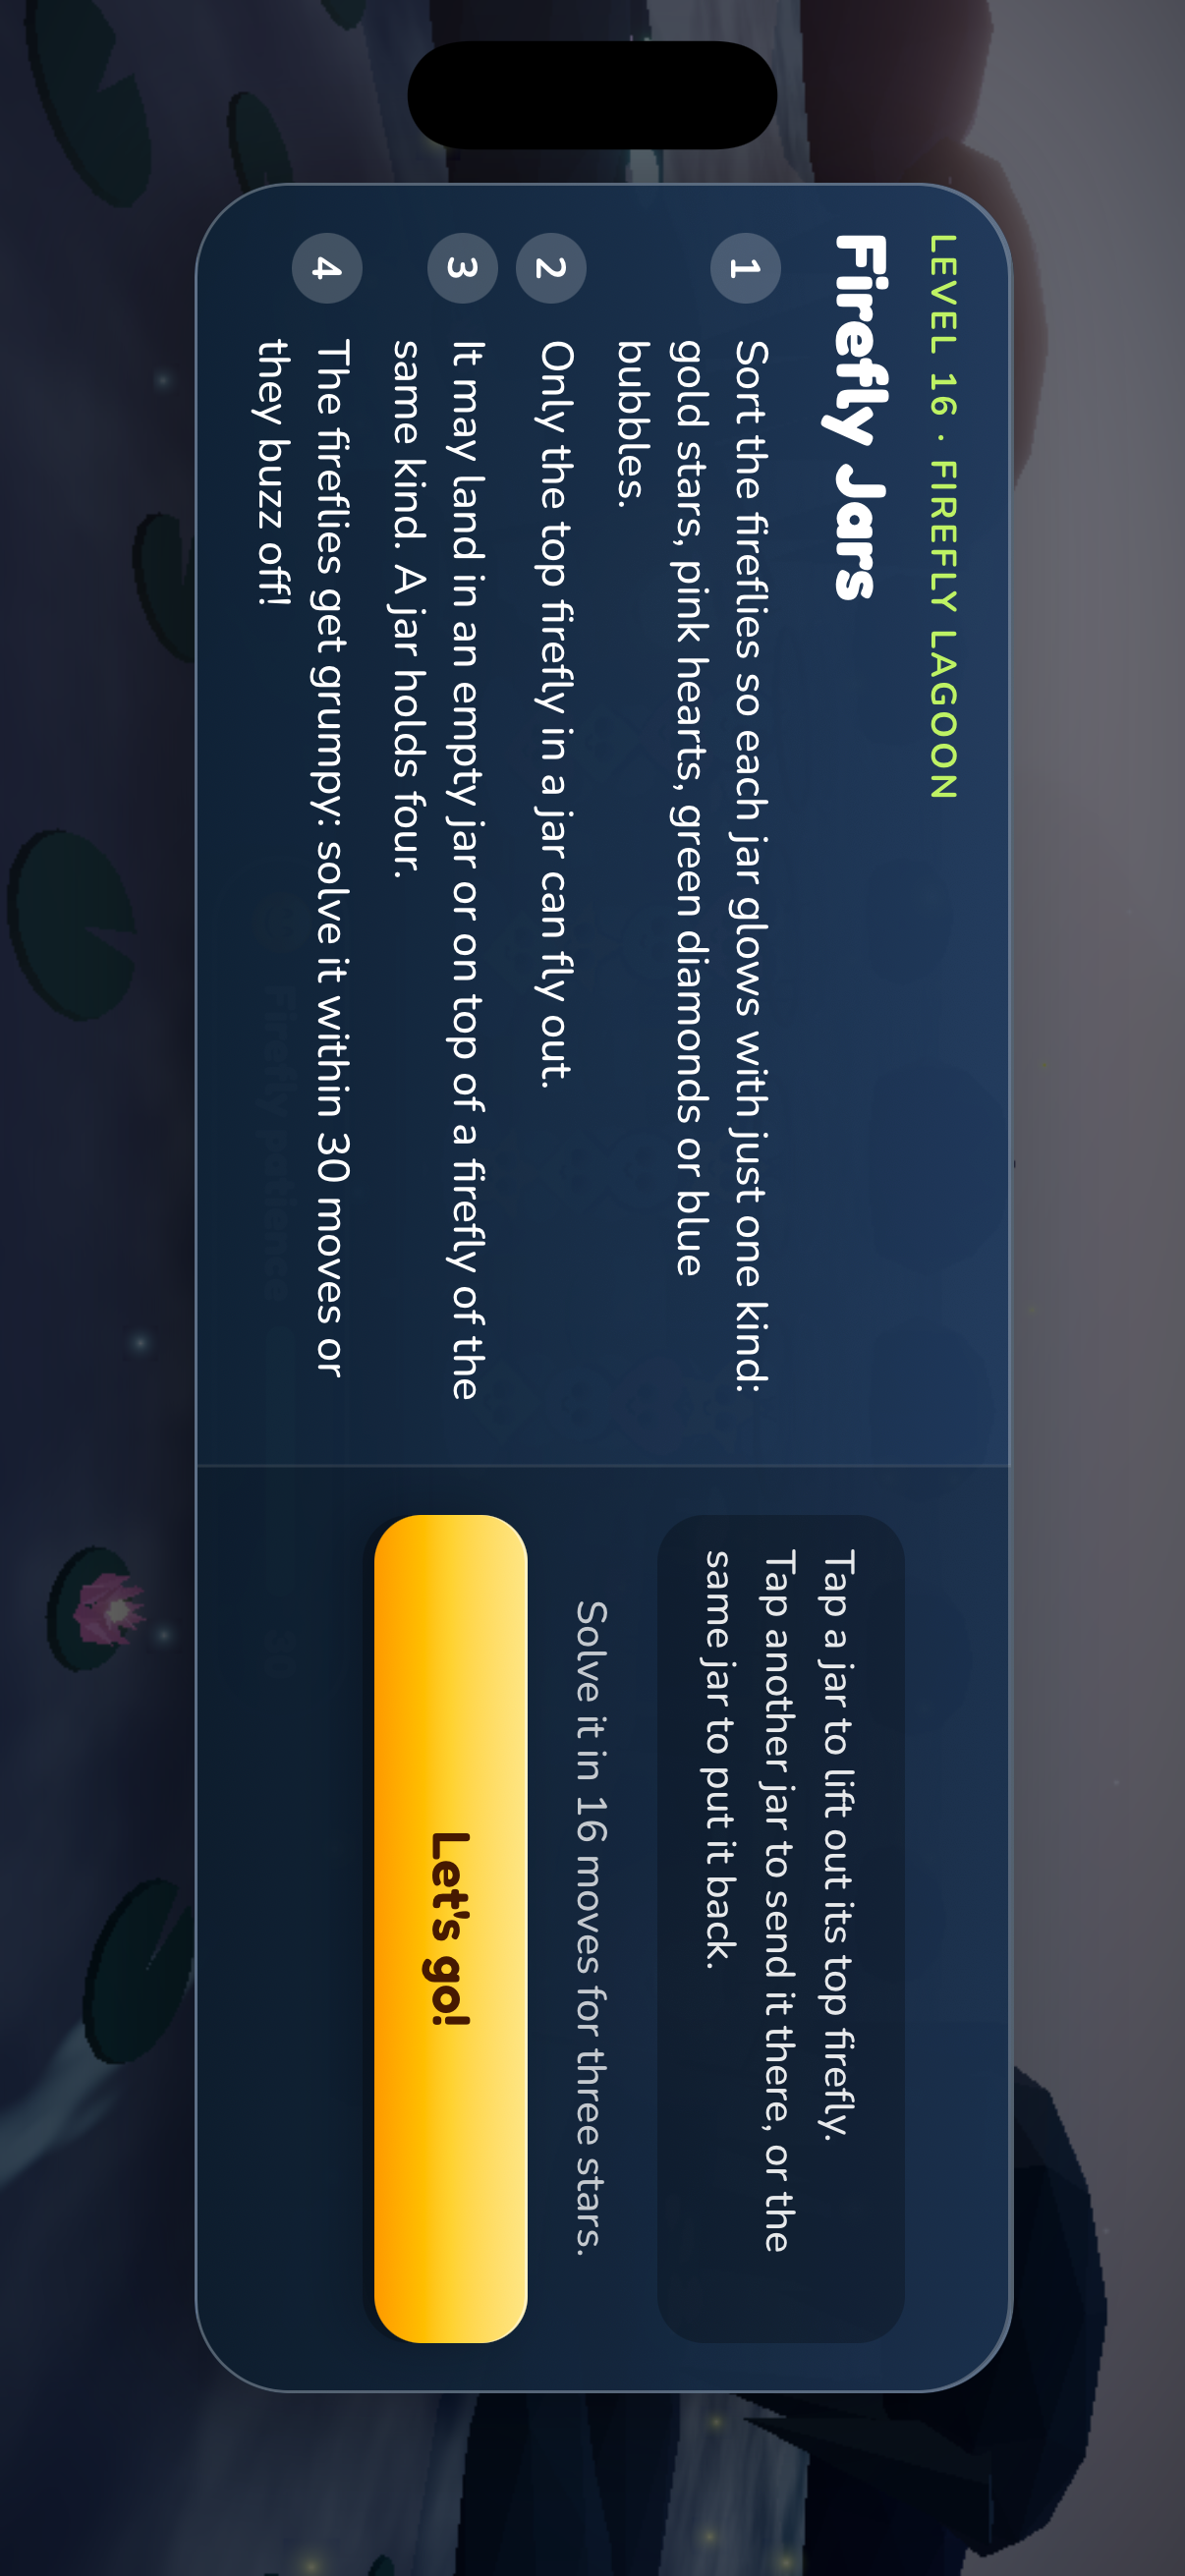 LEVEL 16 · FIREFLY LAGOON
Firefly Jars
1
Sort the fireflies so each jar glows with just one kind:
gold stars, pink hearts, green diamonds or blue
bubbles.
2
Only the top firefly in a jar can fly out.
3
It may land in an empty jar or on top of a firefly of the
same kind. A jar holds four.
4
The fireflies get grumpy: solve it within 30 moves or
they buzz off!
Tap a jar to lift out its top firefly.
Tap another jar to send it there, or the
same jar to put it back.
Solve it in 16 moves for three stars.
Let's go!
Firefly patience
30